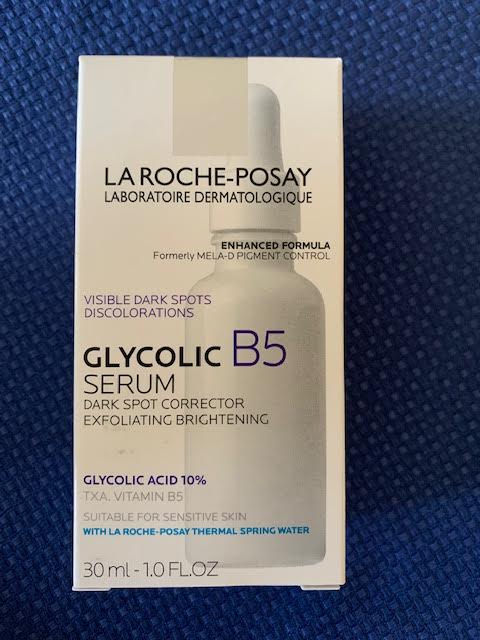 LA ROCHE-POSAY
LABORATOIRE DERMATOLOGIQUE
ENHANCED FORMULA
Formerly MELA-D PIGMENT CONTROL
VISIBLE DARK SPOTS
DISCOLORATIONS
GLYCOLIC B5
SERUM
DARK SPOT CORRECTOR
EXFOLIATING BRIGHTENING
GLYCOLIC ACID 10%
TXA. VITAMIN B5
SUITABLE FOR SENSITIVE SKIN
WITH LA ROCHE-POSAY THERMAL SPRING WATER
30 ml - 1.0 FL.OZ